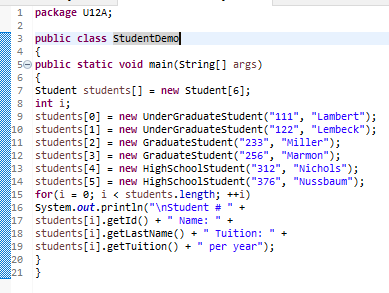 1 package U12A;
2
3 public class StudentDemo
4 {
5 public static void main(String[] args)
6 {
7 Student students[] = new Student[6];
8 int i;
9 students[0] = new UnderGraduateStudent("111", "Lambert");
10 students[1] = new UnderGraduateStudent("122", "Lembeck");
11 students[2] = new GraduateStudent("233", "Miller");
12 students[3] = new GraduateStudent("256", "Marmon");
13 students[4] = new HighSchoolStudent("312", "Nichols");
14 students[5] = new HighSchoolStudent("376", "Nussbaum");
15 for(i = 0; i < students.length; ++i)
16 System.out.println("\nStudent # " +
17 students[i].getId() + " Name: " +
18 students[i].getLastName() + " Tuition: " +
19 students[i].getTuition() + " per year");
20 }
21 }